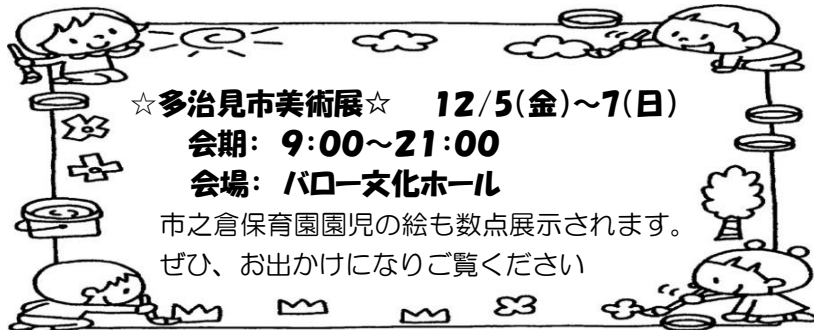 ☆多治見市美術展☆　12/5(金)～7(日)
会期： 9:00～21:00
会場： バロー文化ホール
市之倉保育園園児の絵も数点展示されます。
ぜひ、お出かけになりご覧ください